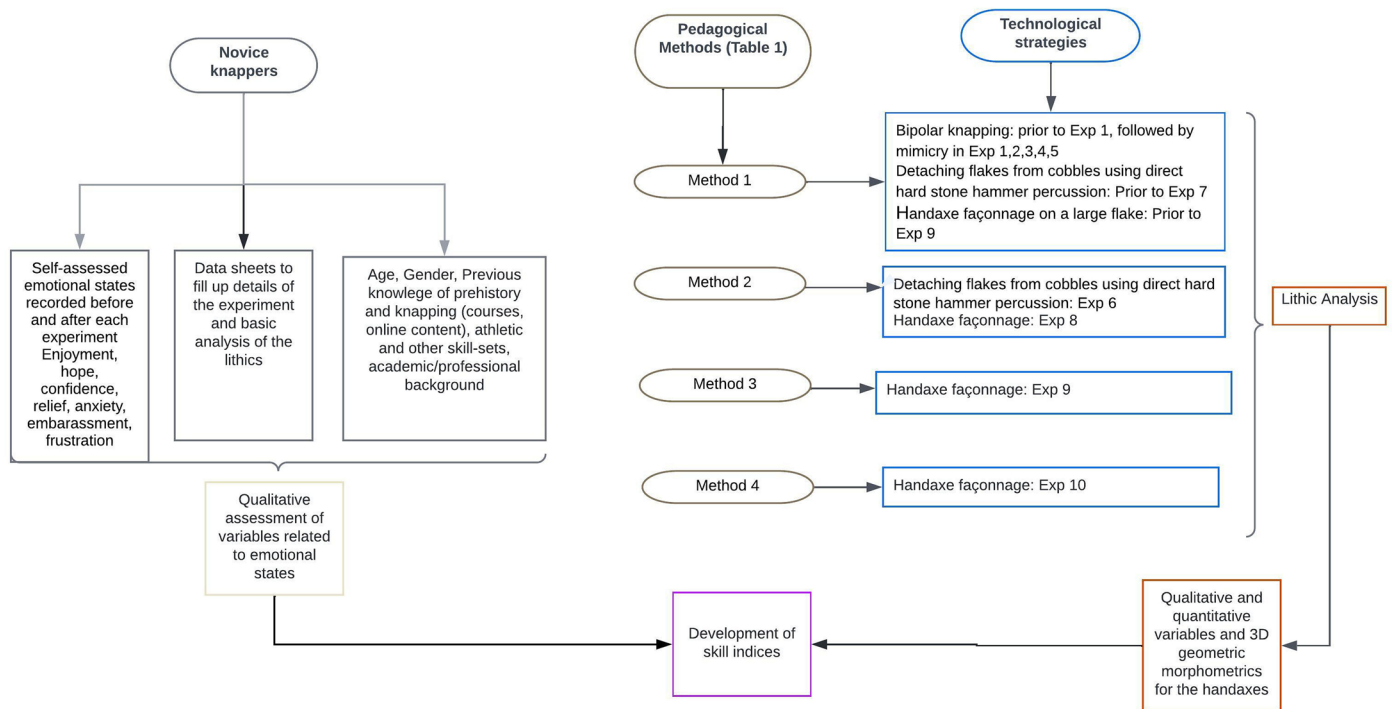 Novice
knappers
Self-assessed
emotional states
recorded before
and after each
experiment
Enjoyment,
hope,
confidence,
relief, anxiety,
embarassment,
frustration
Data sheets to
fill up details of
the experiment
and basic
analysis of the
lithics
Age, Gender, Previous
knowlege of prehistory
and knapping (courses,
online content), athletic
and other skill-sets,
academic/professional
background
Qualitative
assessment of
variables related
to emotional
states
Pedagogical
Methods (Table 1)
Technological
strategies
Method 1
Bipolar knapping: prior to Exp 1, followed by
mimicry in Exp 1,2,3,4,5
Detaching flakes from cobbles using direct
hard stone hammer percussion: Prior to Exp 7
Handaxe façonnage on a large flake: Prior to
Exp 9
Method 2
Detaching flakes from cobbles using direct hard
stone hammer percussion: Exp 6
Handaxe façonnage: Exp 8
Method 3
Handaxe façonnage: Exp 9
Method 4
Handaxe façonnage: Exp 10
Lithic Analysis
Qualitative and
quantitative
variables and 3D
geometric
morphometrics
for the handaxes
Development of
skill indices